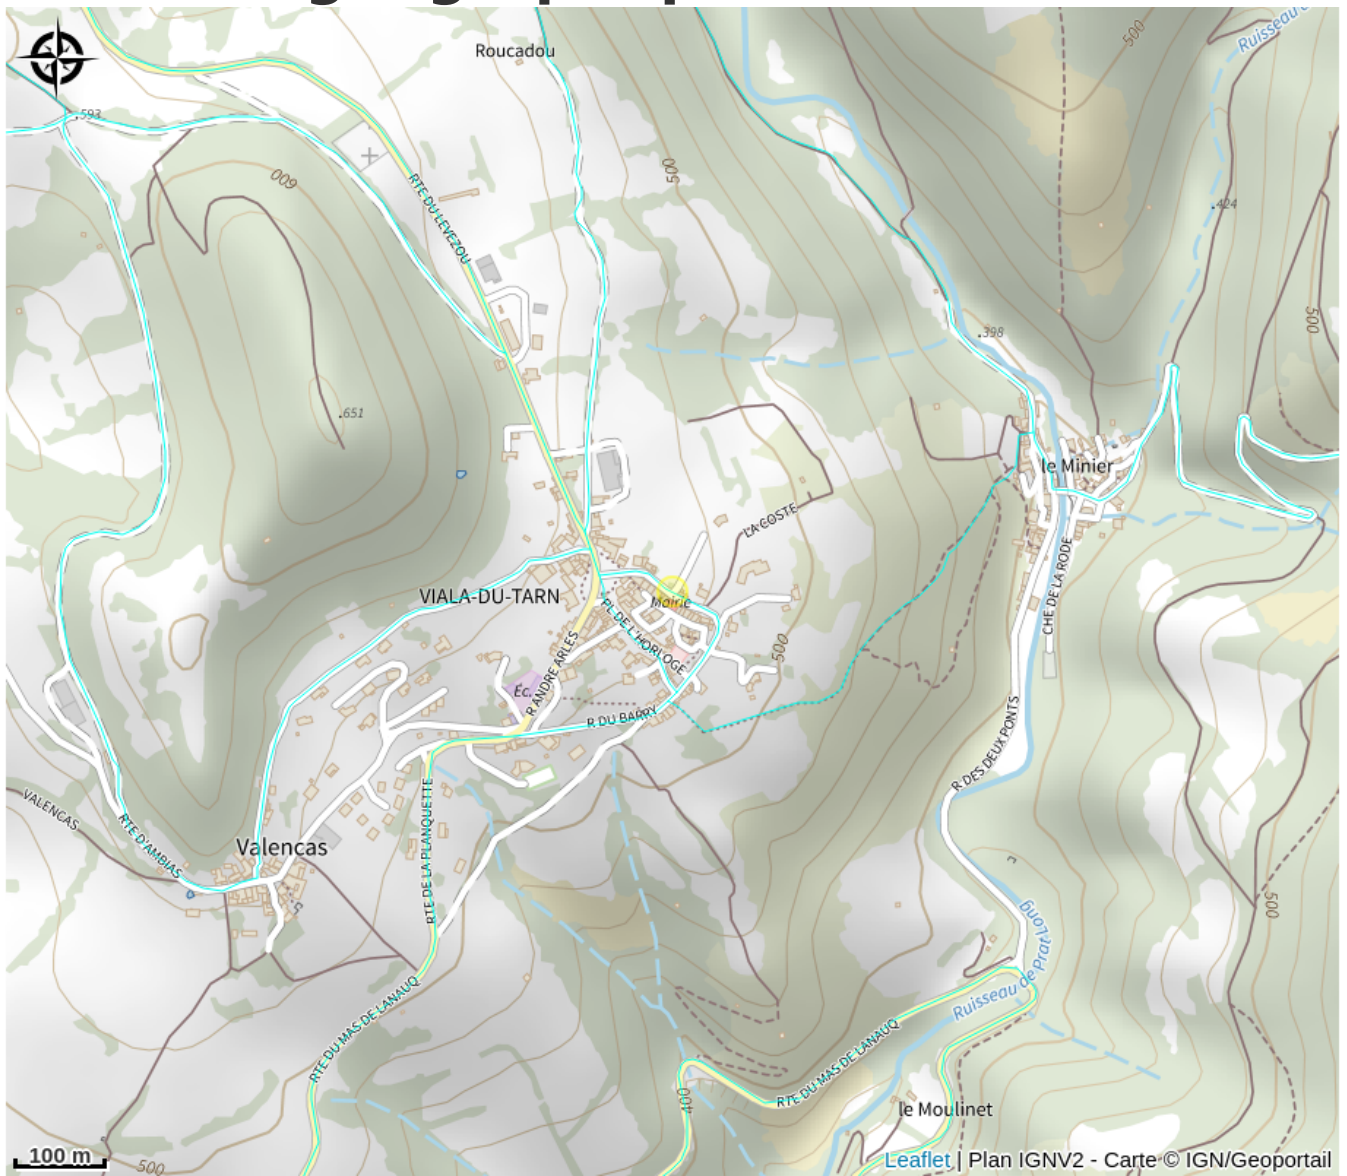 Roucadou
500
Ruisseau
593
600
RTE DU LEVEZOU
500
424
398
500
651
le Minier
LA COSTE
VIALA-DU-TARN
Mairie
PL DE L'HORLOGE
CHE DE LA RODE
500
R ANDRE ARLES
Éc.
R DU BARRY
R DES DEUX PONTS
VALENCAS
RTE D'AMBIAS
RTE DE LA PLANQUETTE
Valencas
500
Ruisseau de Prat Long
RTE DU MAS DE LANAUQ
RTE DU MAS DE LANAUQ
400
le Moulinet
100 m
500
Leaflet | Plan IGNV2 - Carte © IGN/Geoportail